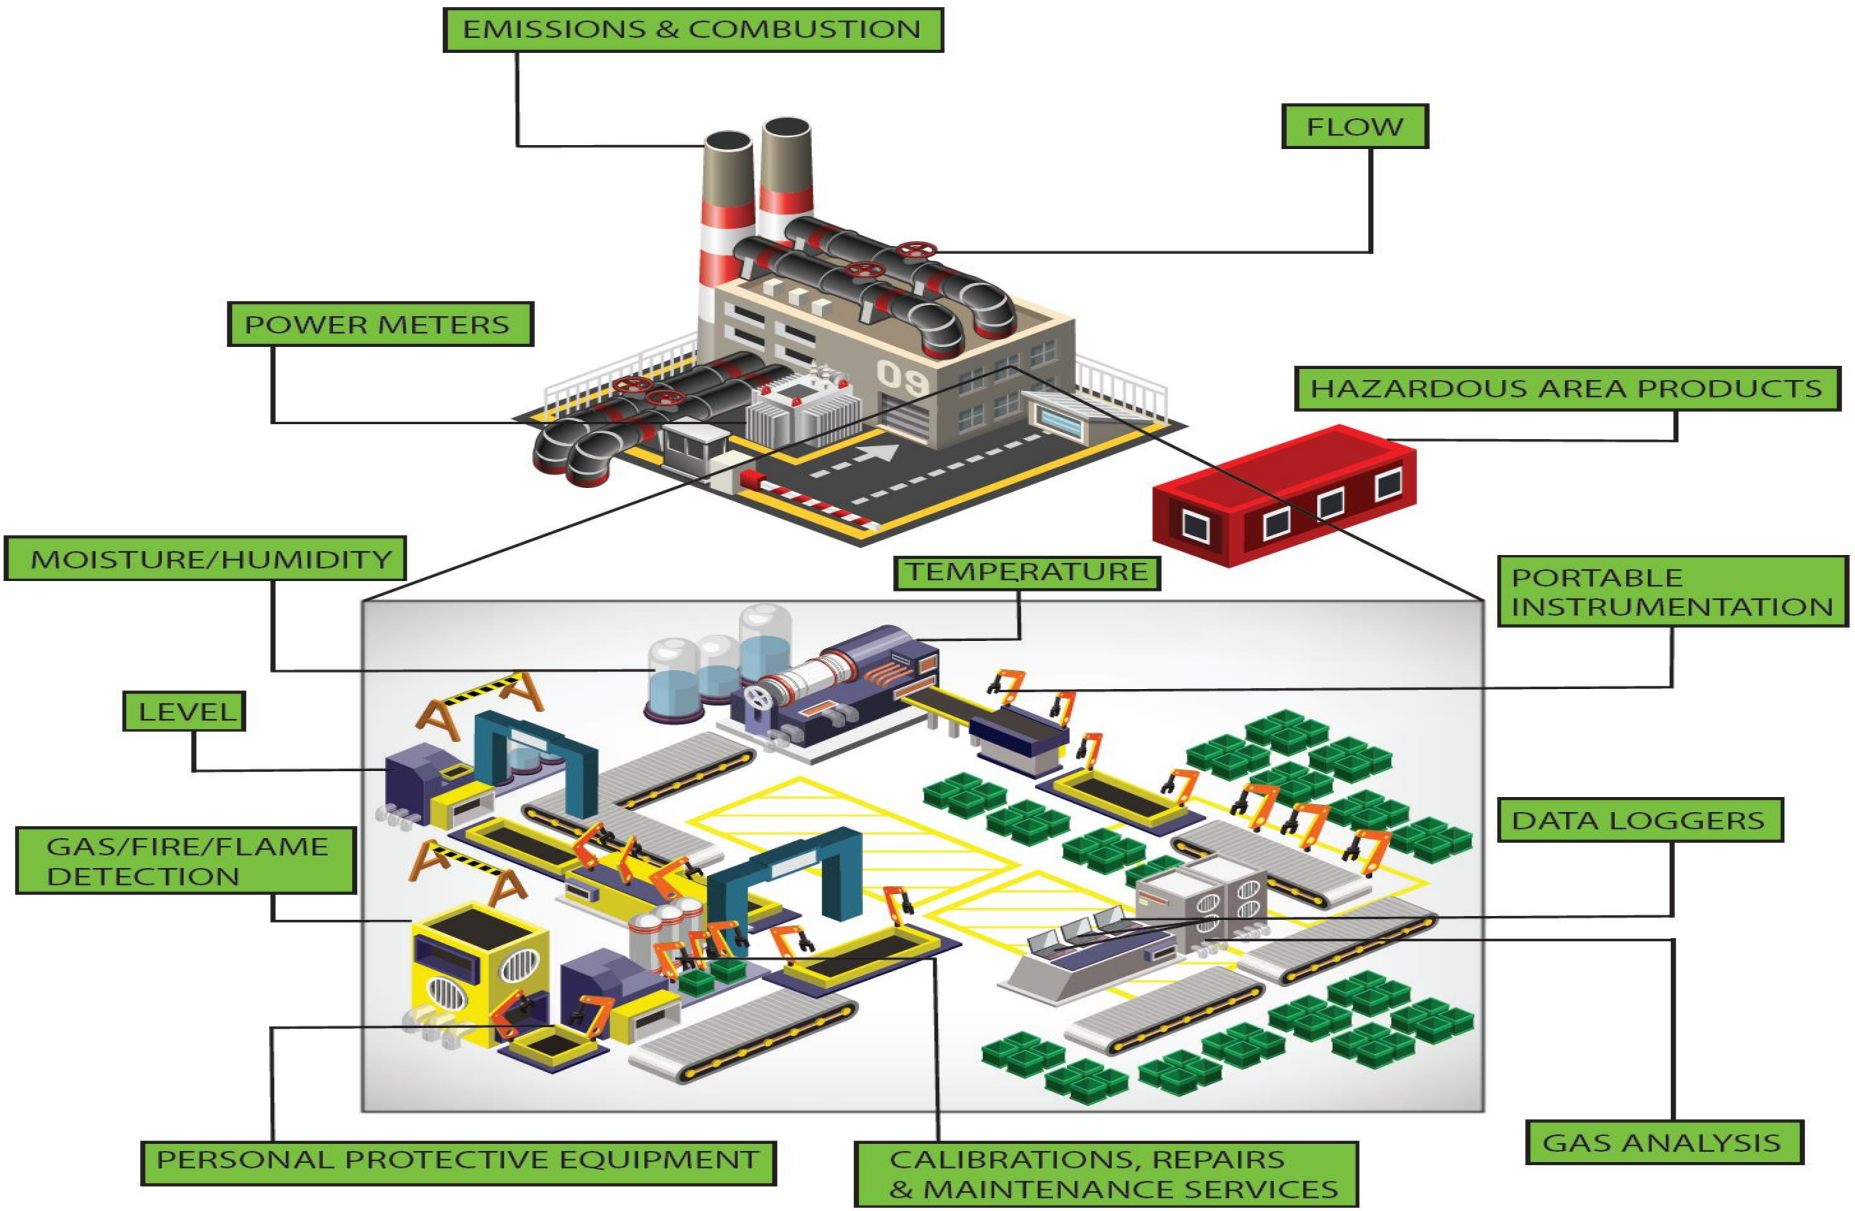 EMISSIONS & COMBUSTION
FLOW
POWER METERS
09
HAZARDOUS AREA PRODUCTS
MOISTURE/HUMIDITY
TEMPERATURE
PORTABLE
INSTRUMENTATION
LEVEL
DATA LOGGERS
GAS/FIRE/FLAME
DETECTION
GAS ANALYSIS
PERSONAL PROTECTIVE EQUIPMENT
CALIBRATIONS, REPAIRS
& MAINTENANCE SERVICES